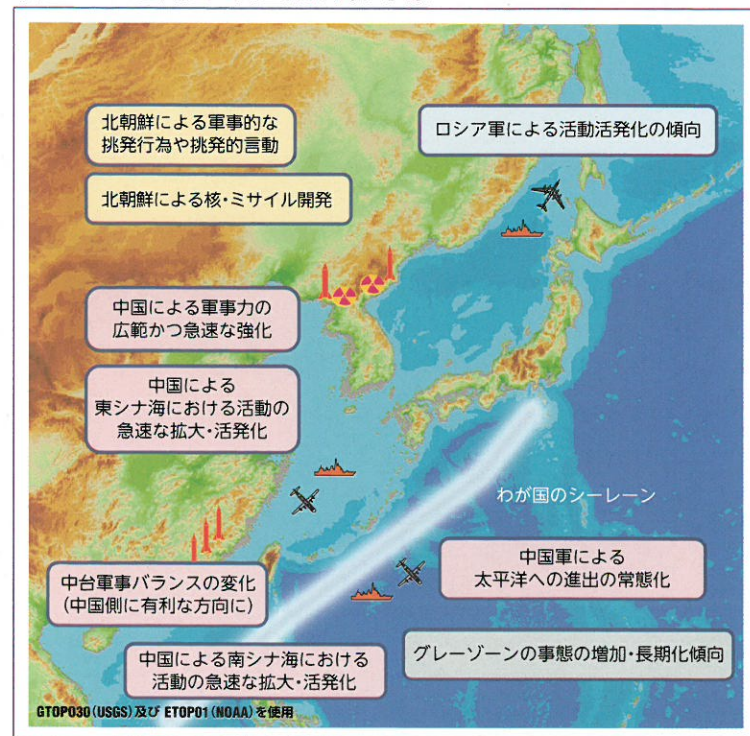 北朝鮮による軍事的な
挑発行為や挑発的言動
ロシア軍による活動活発化の傾向
北朝鮮による核・ミサイル開発
中国による軍事力の
広範かつ急速な強化
中国による
東シナ海における活動の
急速な拡大・活発化
わが国のシーレーン
中国軍による
太平洋への進出の常態化
中台軍事バランスの変化
(中国側に有利な方向に)
グレーゾーンの事態の増加・長期化傾向
中国による南シナ海における
活動の急速な拡大・活発化
GTOPO30(USGS)及び ETOPO1(NOAA)を使用